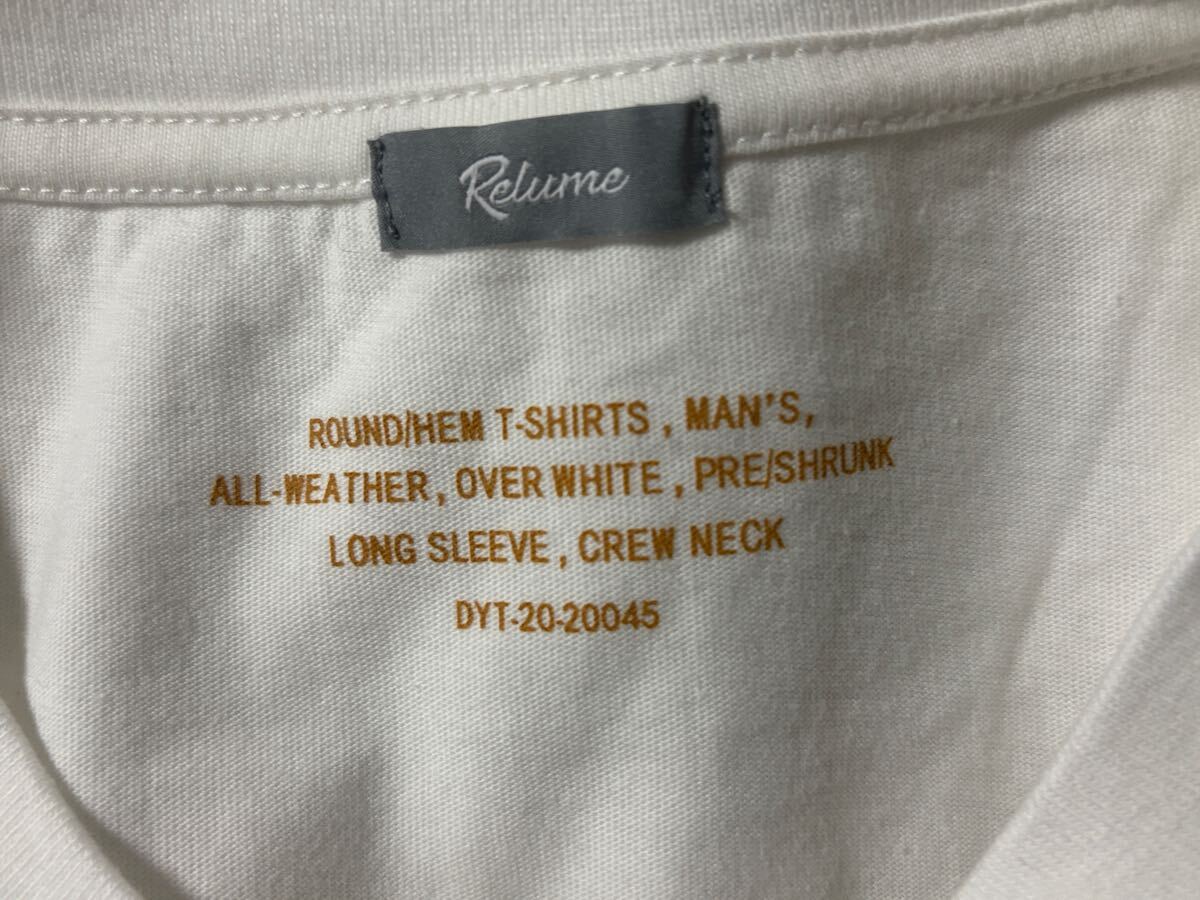 Relume
ROUND/HEM T-SHIRTS , MAN'S,
ALL-WEATHER , OVER WHITE , PRE/SHRUNK
LONG SLEEVE , CREW NECK
DYT-20-20045